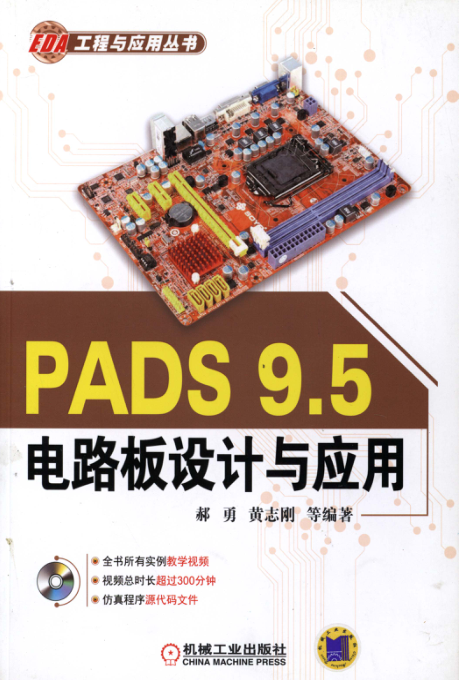 EDA工程与应用丛书
PADS 9.5
电路板设计与应用
郝 勇 黄志刚 等编著
全书所有实例教学视频
视频总时长超过300分钟
仿真程序源代码文件
机械工业出版社
CHINA MACHINE PRESS